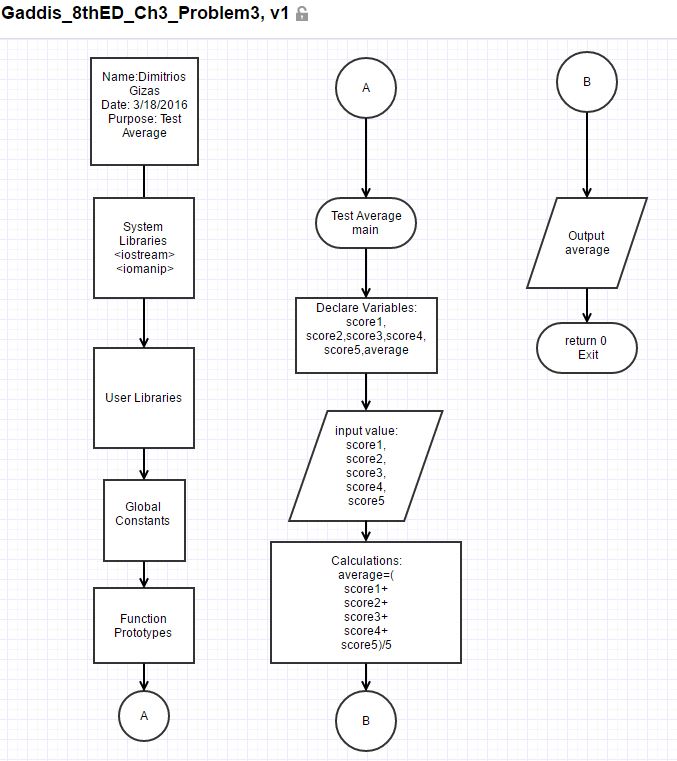 Gaddis_8thED_Ch3_Problem3, v1
Name:Dimitrios
Gizas
Date: 3/18/2016
Purpose: Test
Average
System
Libraries
<iostream>
<iomanip>
User Libraries
Global
Constants
Function
Prototypes
A
A
Test Average
main
Declare Variables:
score1,
score2,score3,score4,
score5,average
input value:
score1,
score2,
score3,
score4,
score5
Calculations:
average=(
score1+
score2+
score3+
score4+
score5)/5
B
B
Output
average
return 0
Exit